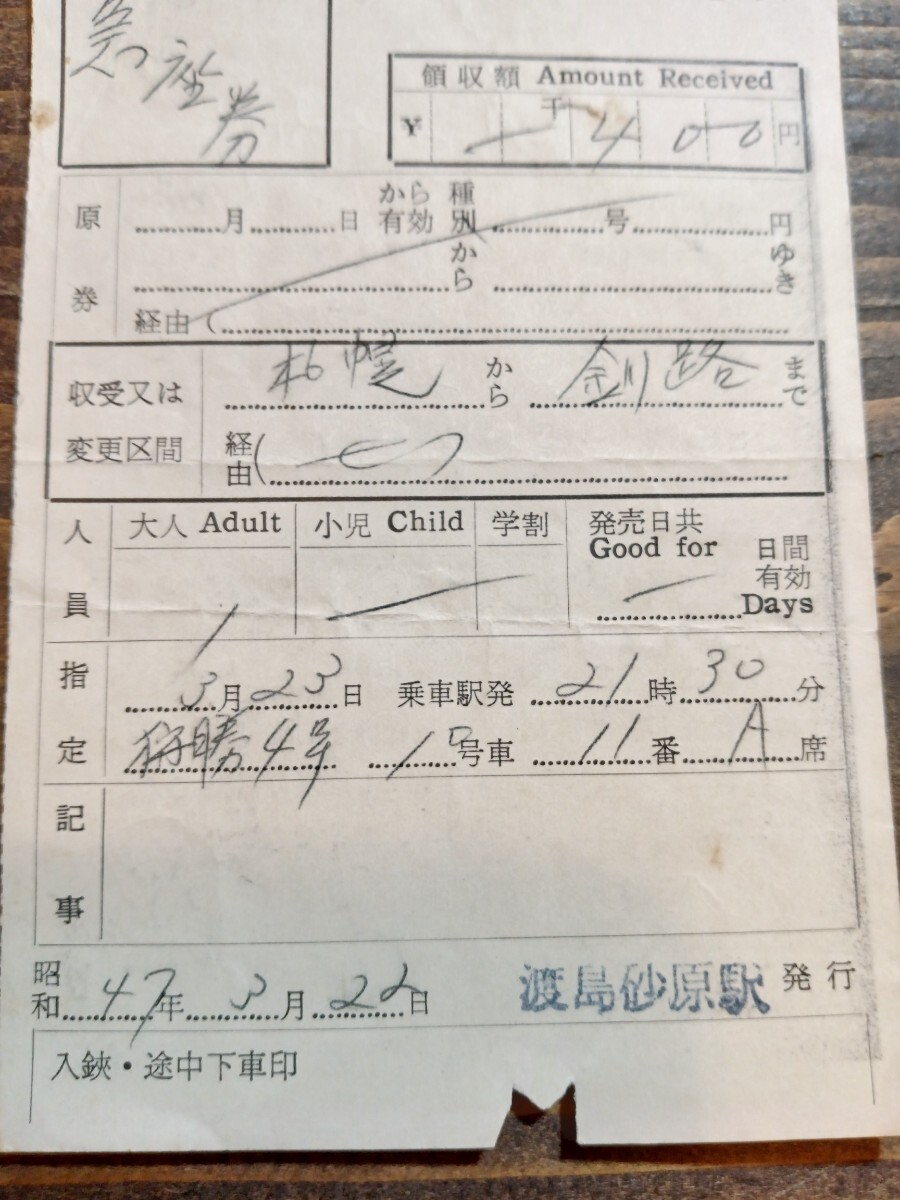 急座券
領収額 Amount Received
千
¥ 400 円
原券
月 日 から有効 種別 号 円
から ゆき
経由(
収受又は変更区間
札幌 から 釧路 まで
経由(
人員
大人 Adult 小児 Child 学割 発売日共 Good for 日間有効 Days
1
指定
3月23日 乗車駅発 21時30分
狩勝4号 1号車 11番 A席
記事
昭和 47年 3月 22日 渡島砂原駅 発行
入鋏・途中下車印